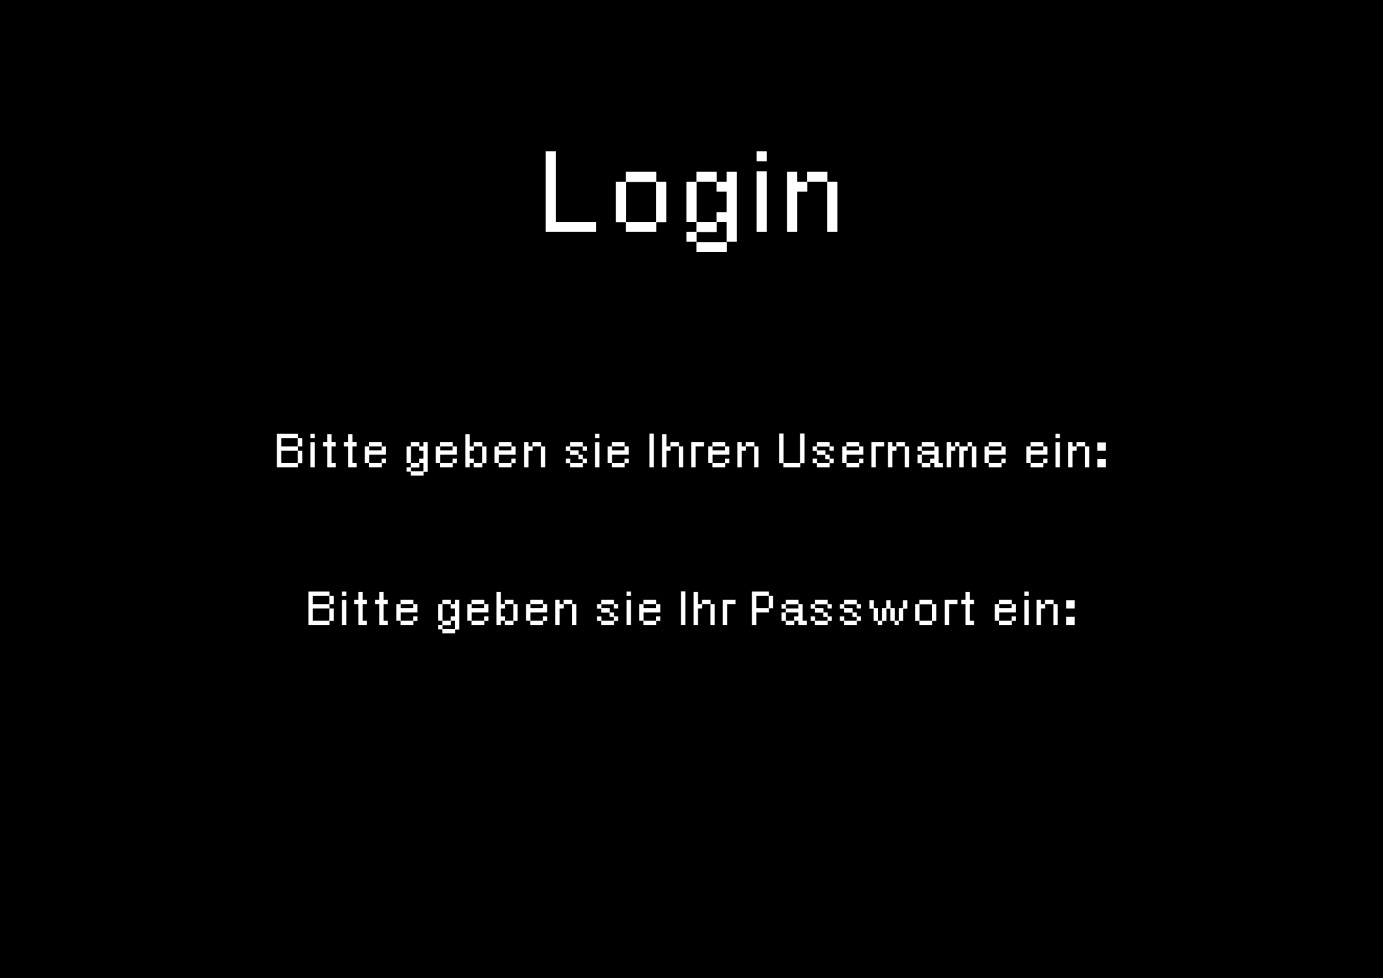 Login
Bitte geben sie Ihren Username ein:
Bitte geben sie Ihr Passwort ein: